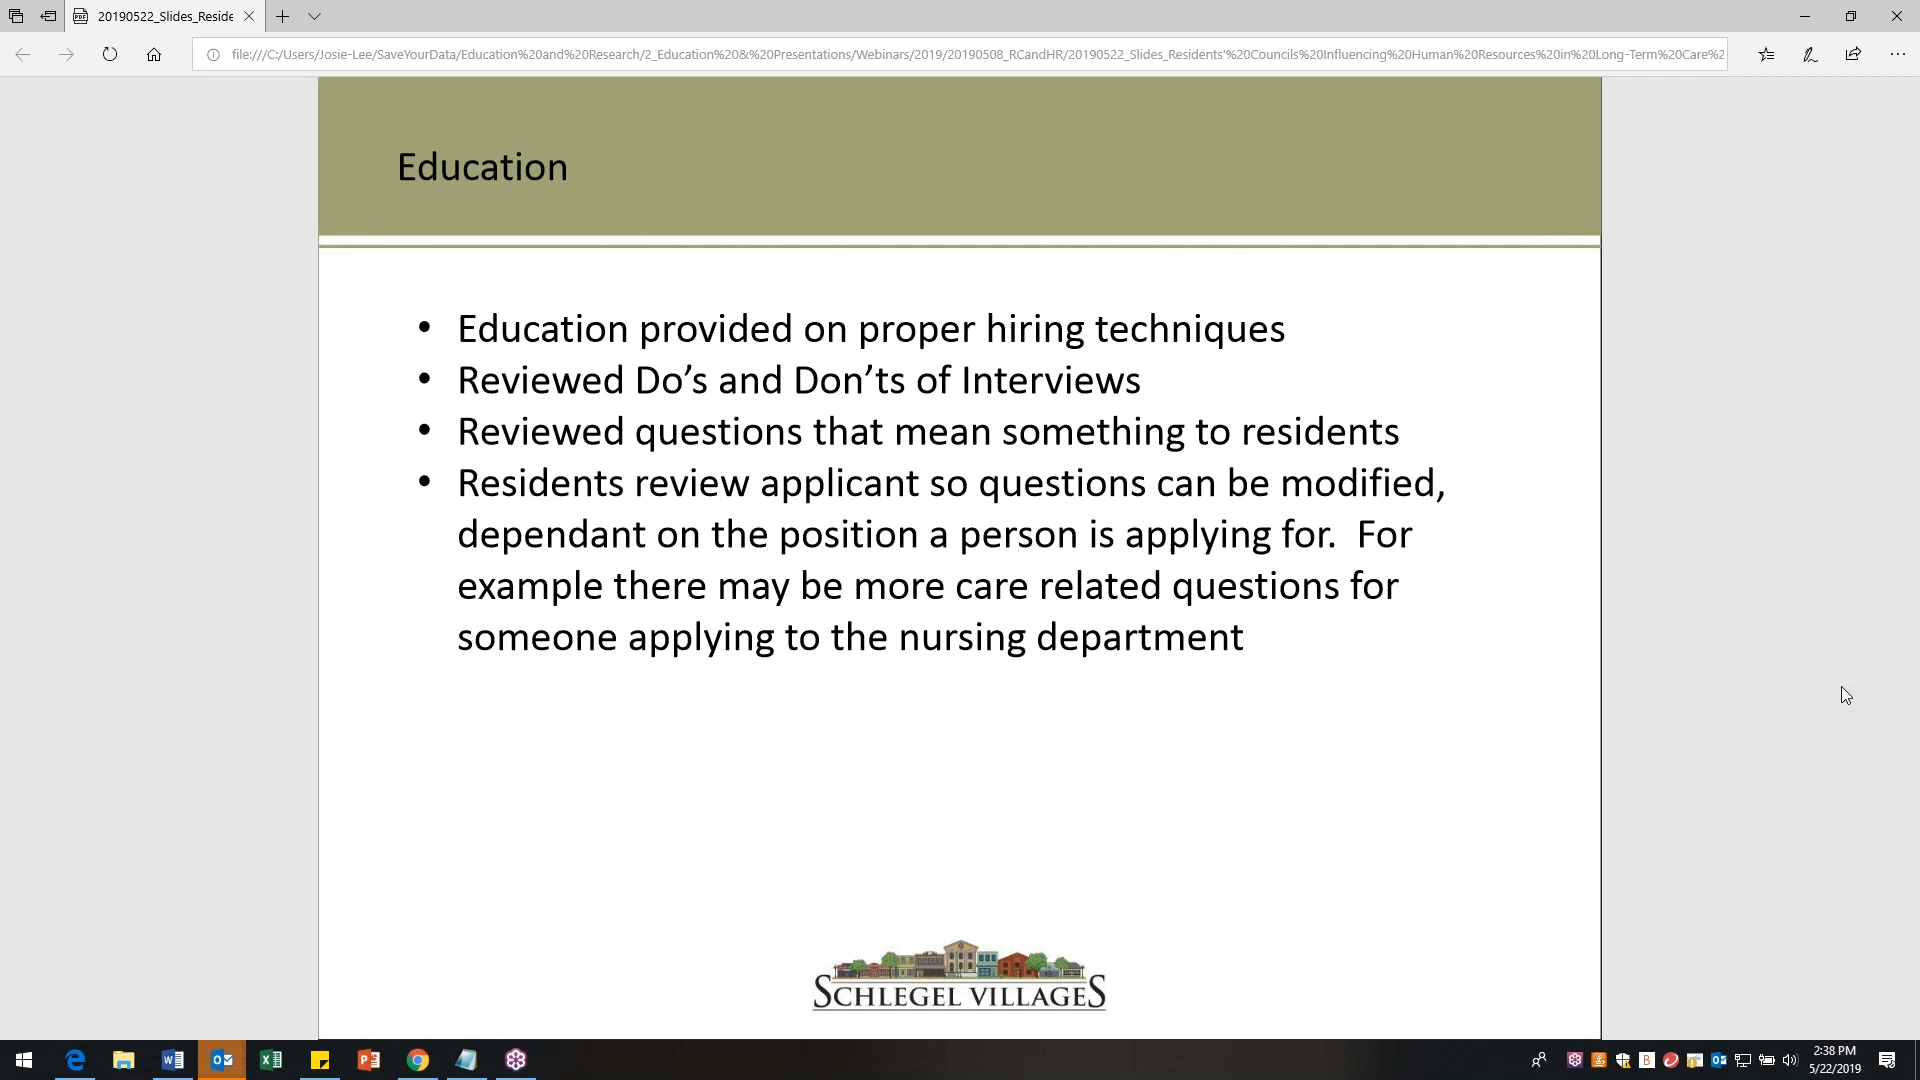 20190522_Slides_Reside
file:///C:/Users/Josie-Lee/SaveYourData/Education%20and%20Research/2_Education%20&%20Presentations/Webinars/2019/20190508_RCandHR/20190522_Slides_Residents'%20Councils%20Influencing%20Human%20Resources%20in%20Long-Term%20Care%2
Education
• Education provided on proper hiring techniques
• Reviewed Do’s and Don’ts of Interviews
• Reviewed questions that mean something to residents
• Residents review applicant so questions can be modified,
dependant on the position a person is applying for.  For
example there may be more care related questions for
someone applying to the nursing department
SCHLEGEL VILLAGES
2:38 PM
5/22/2019